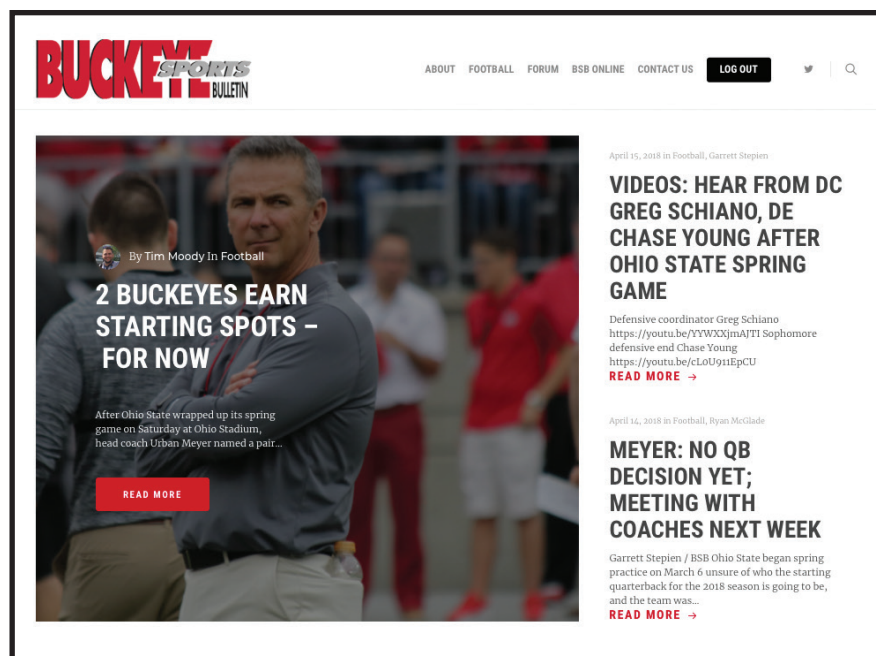 BUCKEYE
SPORTS
BULLETIN
ABOUT FOOTBALL FORUM BSB ONLINE CONTACT US LOG OUT
By Tim Moody In Football
2 BUCKEYES EARN
STARTING SPOTS –
FOR NOW
After Ohio State wrapped up its spring
game on Saturday at Ohio Stadium,
head coach Urban Meyer named a pair...
READ MORE
April 15, 2018 in Football, Garrett Stepien
VIDEOS: HEAR FROM DC
GREG SCHIANO, DE
CHASE YOUNG AFTER
OHIO STATE SPRING
GAME
Defensive coordinator Greg Schiano
https://youtu.be/YYWXXjmAJTI Sophomore
defensive end Chase Young
https://youtu.be/cL0U911EpCU
READ MORE →
April 14, 2018 in Football, Ryan McGlade
MEYER: NO QB
DECISION YET;
MEETING WITH
COACHES NEXT WEEK
Garrett Stepien / BSB Ohio State began spring
practice on March 6 unsure of who the starting
quarterback for the 2018 season is going to be,
and the team was...
READ MORE →